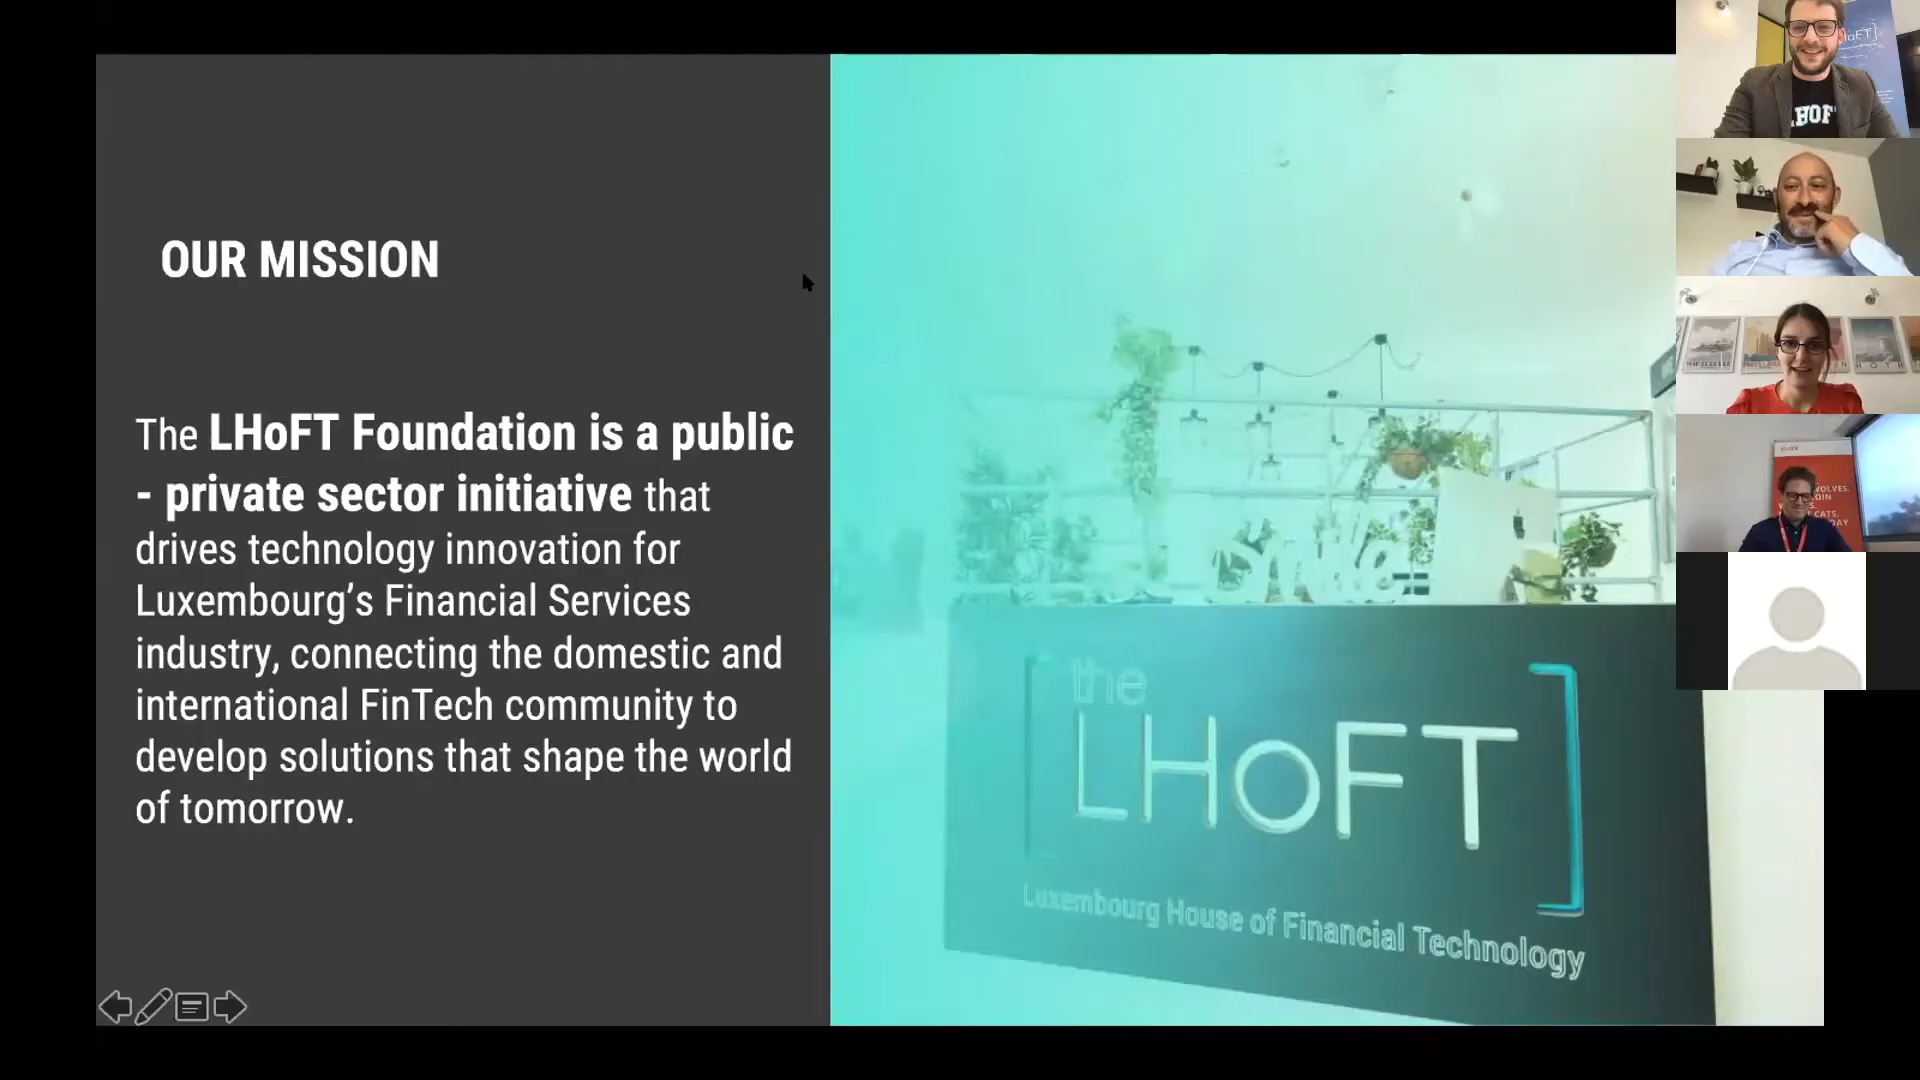 OUR MISSION
The LHoFT Foundation is a public
- private sector initiative that
drives technology innovation for
Luxembourg’s Financial Services
industry, connecting the domestic and
international FinTech community to
develop solutions that shape the world
of tomorrow.
the
LHoFT
Luxembourg House of Financial Technology
HOTH